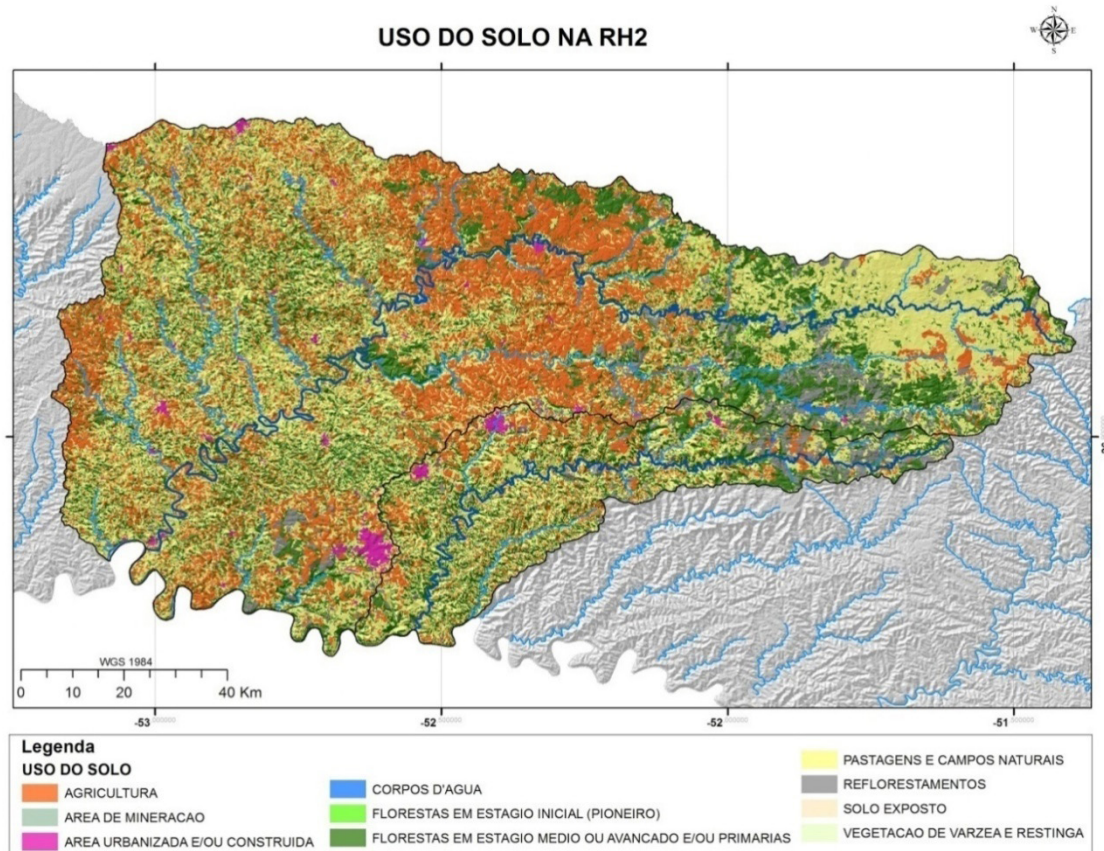 USO DO SOLO NA RH2
N
W E
S
WGS 1984
0 10 20 40 Km
-53 -52 -52 -51
Legenda
USO DO SOLO
AGRICULTURA
AREA DE MINERACAO
AREA URBANIZADA E/OU CONSTRUIDA
CORPOS D'AGUA
FLORESTAS EM ESTAGIO INICIAL (PIONEIRO)
FLORESTAS EM ESTAGIO MEDIO OU AVANCADO E/OU PRIMARIAS
PASTAGENS E CAMPOS NATURAIS
REFLORESTAMENTOS
SOLO EXPOSTO
VEGETACAO DE VARZEA E RESTINGA